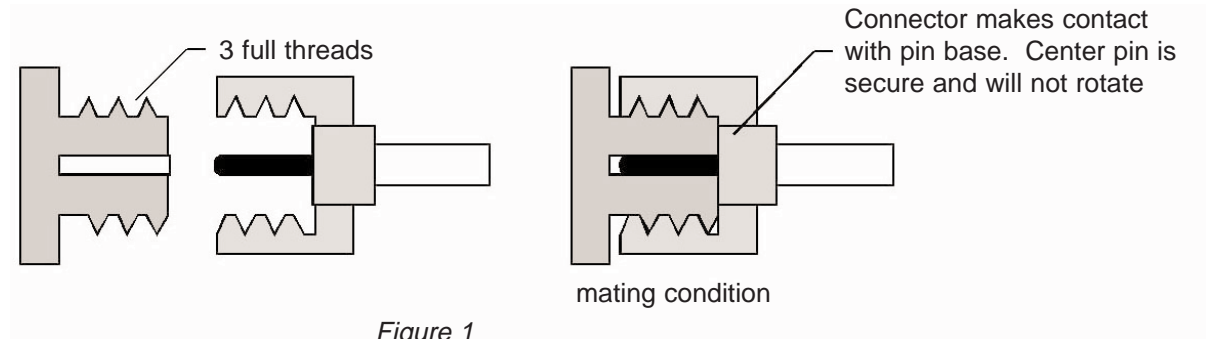 3 full threads
Connector makes contact
with pin base.  Center pin is
secure and will not rotate
mating condition
Figure 1